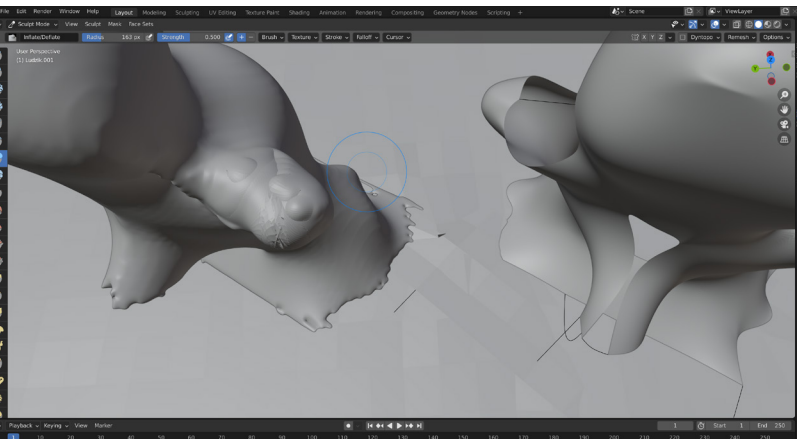 File Edit Render Window Help Layout Modeling Sculpting UV Editing Texture Paint Shading Animation Rendering Compositing Geometry Nodes Scripting + Scene ViewLayer
Sculpt Mode View Sculpt Mask Face Sets
Inflate/Deflate Radius 163 px Strength 0.500 + − Brush Texture Stroke Falloff Cursor X Y Z Dyntopo Remesh Options
User Perspective
(1) Ludblik.001
Z
Y
Playback Keying View Marker 1 Start 1 End 250
1 10 20 30 40 50 60 70 80 90 100 110 120 130 140 150 160 170 180 190 200 210 220 230 240 250